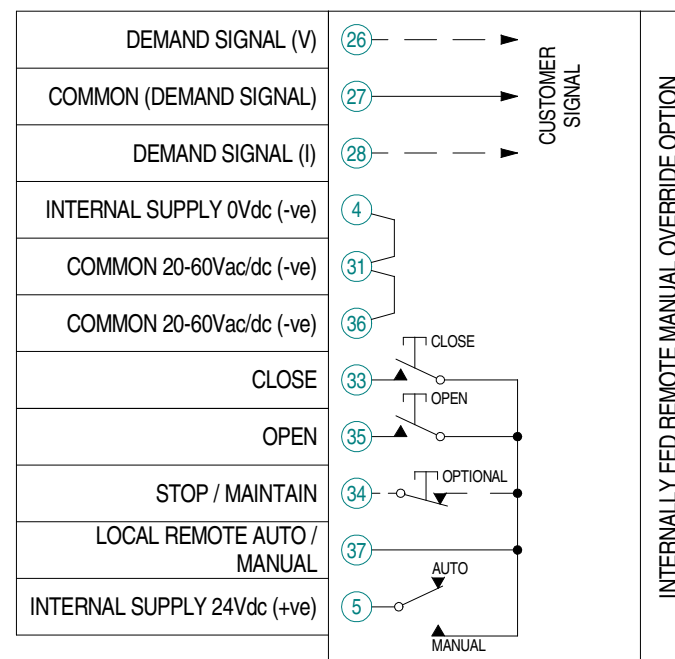 DEMAND SIGNAL (V)
26
COMMON (DEMAND SIGNAL)
27
DEMAND SIGNAL (I)
28
CUSTOMER
SIGNAL
INTERNAL SUPPLY 0Vdc (-ve)
4
COMMON 20-60Vac/dc (-ve)
31
COMMON 20-60Vac/dc (-ve)
36
CLOSE
33
CLOSE
OPEN
35
OPEN
STOP / MAINTAIN
34
OPTIONAL
LOCAL REMOTE AUTO /
MANUAL
37
INTERNAL SUPPLY 24Vdc (+ve)
5
AUTO
MANUAL
INTERNALLY FED REMOTE MANUAL OVERRIDE OPTION